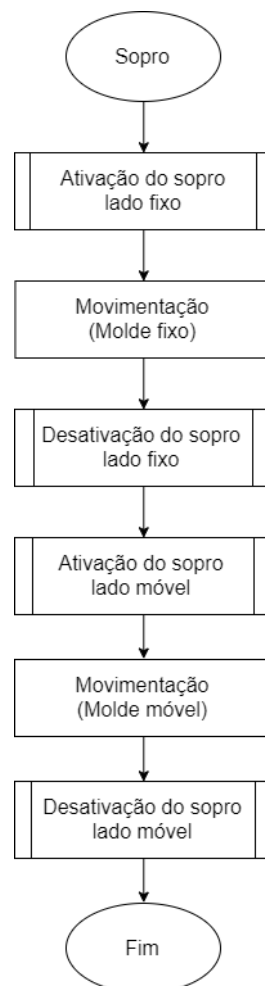 Sopro
Ativação do sopro
lado fixo
Movimentação
(Molde fixo)
Desativação do sopro
lado fixo
Ativação do sopro
lado móvel
Movimentação
(Molde móvel)
Desativação do sopro
lado móvel
Fim